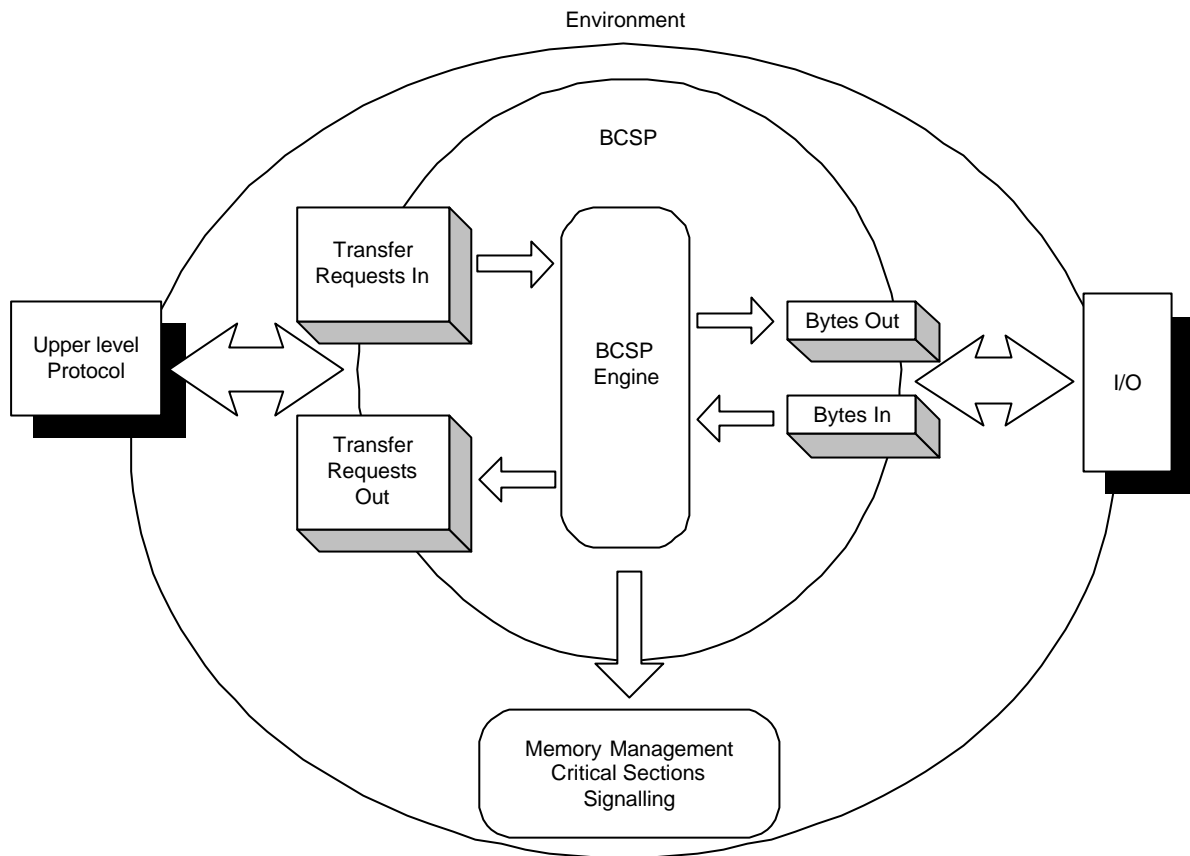 Environment
BCSP
Transfer
Requests In
Upper level
Protocol
BCSP
Engine
Bytes Out
Bytes In
I/O
Transfer
Requests
Out
Memory Management
Critical Sections
Signalling